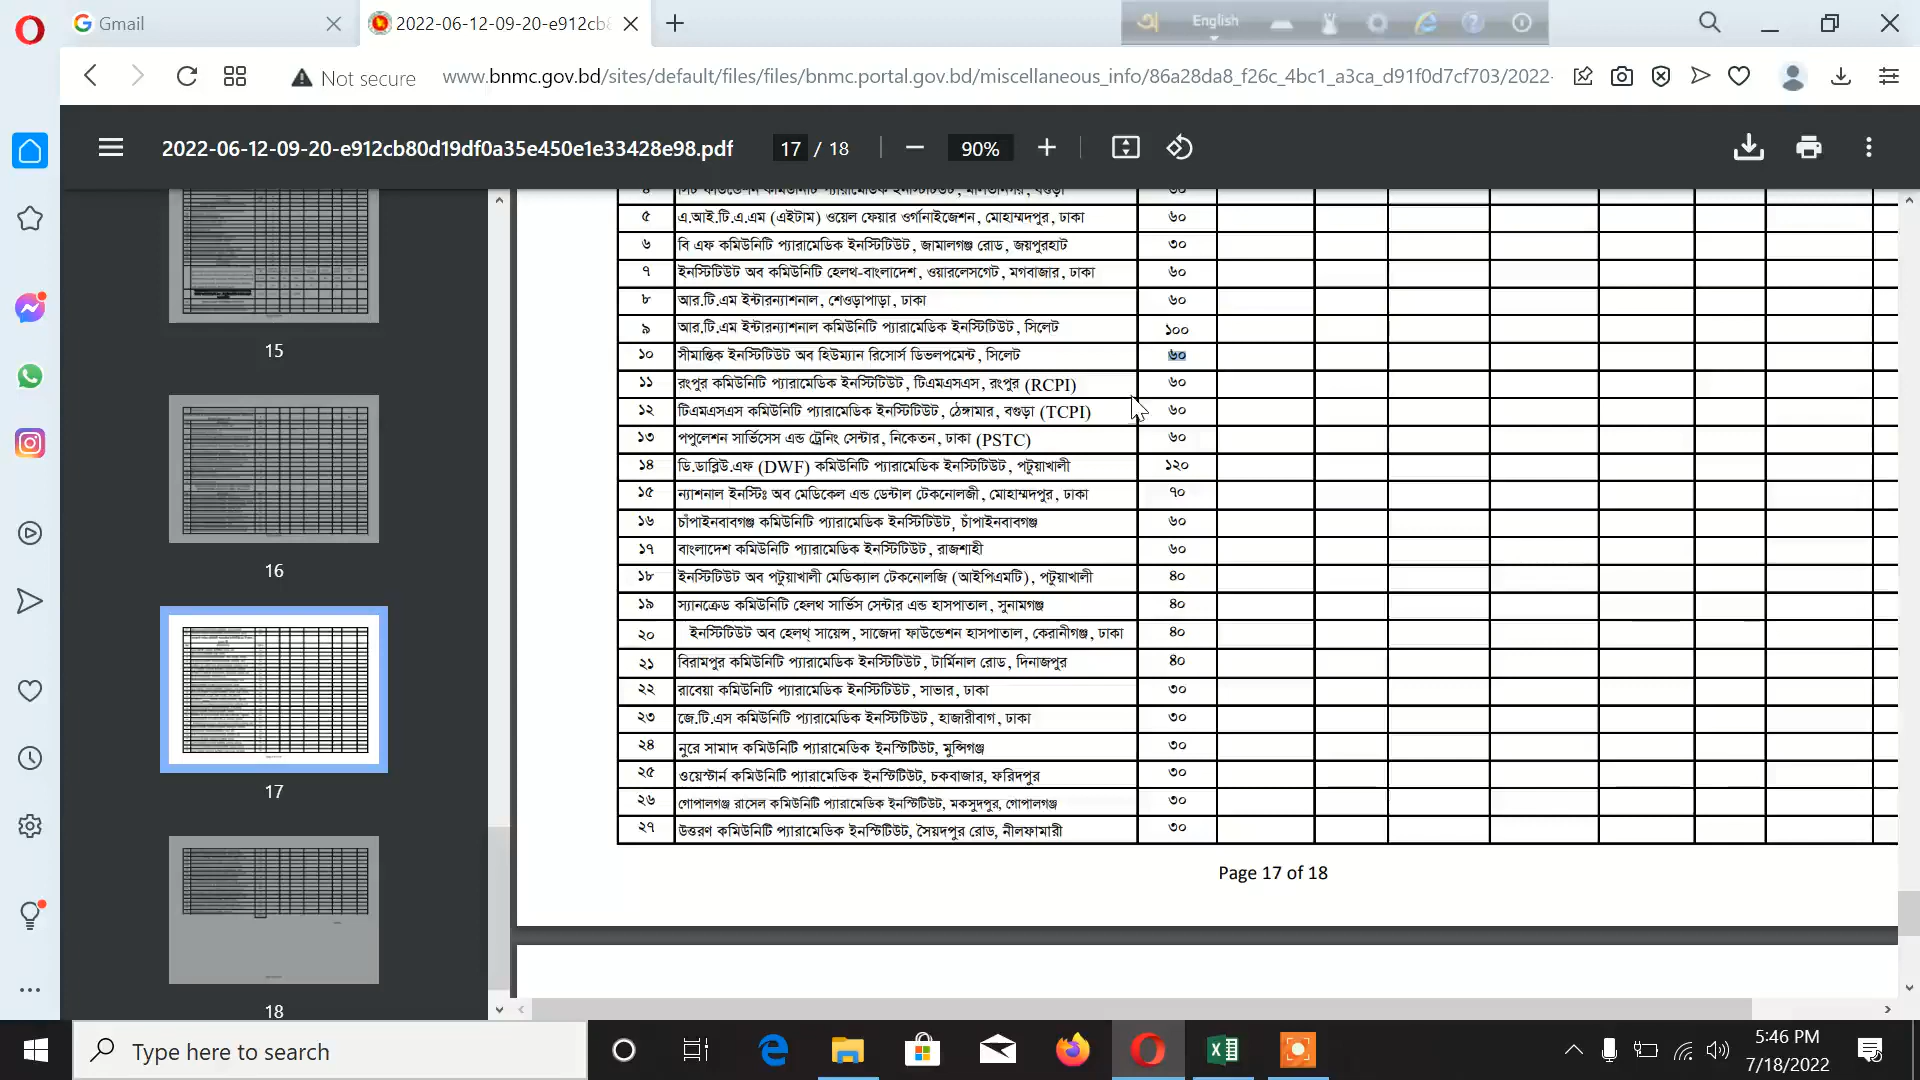 Gmail
2022-06-12-09-20-e912cb8
English
Not secure
www.bnmc.gov.bd/sites/default/files/files/bnmc.portal.gov.bd/miscellaneous_info/86a28da8_f26c_4bc1_a3ca_d91f0d7cf703/2022-
2022-06-12-09-20-e912cb80d19df0a35e450e1e33428e98.pdf
17 / 18
90%
15
16
17
18
৫ এ.আই.টি.এ.এম (এইটাম) ওয়েল ফেয়ার ওর্গানাইজেশন, মোহাম্মদপুর, ঢাকা ৬০
৬ বি এফ কমিউনিটি প্যারামেডিক ইনস্টিটিউট, জামালগঞ্জ রোড, জয়পুরহাট ৩০
৭ ইনস্টিটিউট অব কমিউনিটি হেলথ-বাংলাদেশ, ওয়ারলেসগেট, মগবাজার, ঢাকা ৬০
৮ আর.টি.এম ইন্টারন্যাশনাল, শেওড়াপাড়া, ঢাকা ৬০
৯ আর.টি.এম ইন্টারন্যাশনাল কমিউনিটি প্যারামেডিক ইনস্টিটিউট, সিলেট ১০০
১০ সীমান্তিক ইনস্টিটিউট অব হিউম্যান রিসোর্স ডিভলপমেন্ট, সিলেট ৬০
১১ রংপুর কমিউনিটি প্যারামেডিক ইনস্টিটিউট, টিএমএসএস, রংপুর (RCPI) ৬০
১২ টিএমএসএস কমিউনিটি প্যারামেডিক ইনস্টিটিউট, ঠেঙ্গামার, বগুড়া (TCPI) ৬০
১৩ পপুলেশন সার্ভিসেস এন্ড ট্রেনিং সেন্টার, নিকেতন, ঢাকা (PSTC) ৬০
১৪ ডি.ডাব্লিউ.এফ (DWF) কমিউনিটি প্যারামেডিক ইনস্টিটিউট, পটুয়াখালী ১২০
১৫ ন্যাশনাল ইনস্টিঃ অব মেডিকেল এন্ড ডেন্টাল টেকনোলজী, মোহাম্মদপুর, ঢাকা ৭০
১৬ চাঁপাইনবাবগঞ্জ কমিউনিটি প্যারামেডিক ইনস্টিটিউট, চাঁপাইনবাবগঞ্জ ৬০
১৭ বাংলাদেশ কমিউনিটি প্যারামেডিক ইনস্টিটিউট, রাজশাহী ৬০
১৮ ইনস্টিটিউট অব পটুয়াখালী মেডিক্যাল টেকনোলজি (আইপিএমটি), পটুয়াখালী ৪০
১৯ স্যানক্রেড কমিউনিটি হেলথ সার্ভিস সেন্টার এন্ড হাসপাতাল, সুনামগঞ্জ ৪০
২০ ইনস্টিটিউট অব হেলথ্ সায়েন্স, সাজেদা ফাউন্ডেশন হাসপাতাল, কেরানীগঞ্জ, ঢাকা ৪০
২১ বিরামপুর কমিউনিটি প্যারামেডিক ইনস্টিটিউট, টার্মিনাল রোড, দিনাজপুর ৪০
২২ রাবেয়া কমিউনিটি প্যারামেডিক ইনস্টিটিউট, সাভার, ঢাকা ৩০
২৩ জে.টি.এস কমিউনিটি প্যারামেডিক ইনস্টিটিউট, হাজারীবাগ, ঢাকা ৩০
২৪ নুরে সামাদ কমিউনিটি প্যারামেডিক ইনস্টিটিউট, মুন্সিগঞ্জ ৩০
২৫ ওয়েস্টার্ন কমিউনিটি প্যারামেডিক ইনস্টিটিউট, চকবাজার, ফরিদপুর ৩০
২৬ গোপালগঞ্জ রাসেল কমিউনিটি প্যারামেডিক ইনস্টিটিউট, মকসুদপুর, গোপালগঞ্জ ৩০
২৭ উত্তরণ কমিউনিটি প্যারামেডিক ইনস্টিটিউট, সৈয়দপুর রোড, নীলফামারী ৩০
Page 17 of 18
Type here to search
5:46 PM
7/18/2022